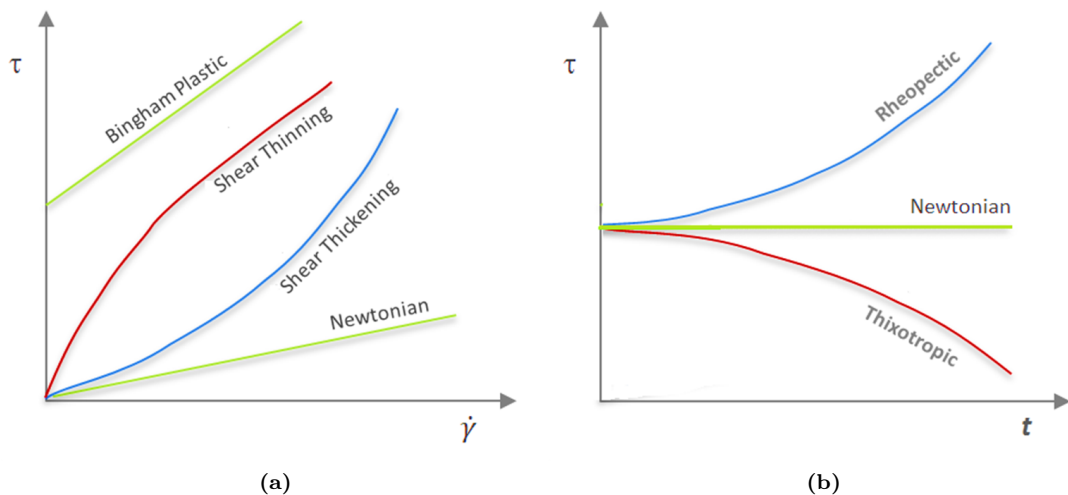 τ
Bingham Plastic
Shear Thinning
Shear Thickening
Newtonian
γ̇
(a)
τ
Rheopectic
Newtonian
Thixotropic
t
(b)